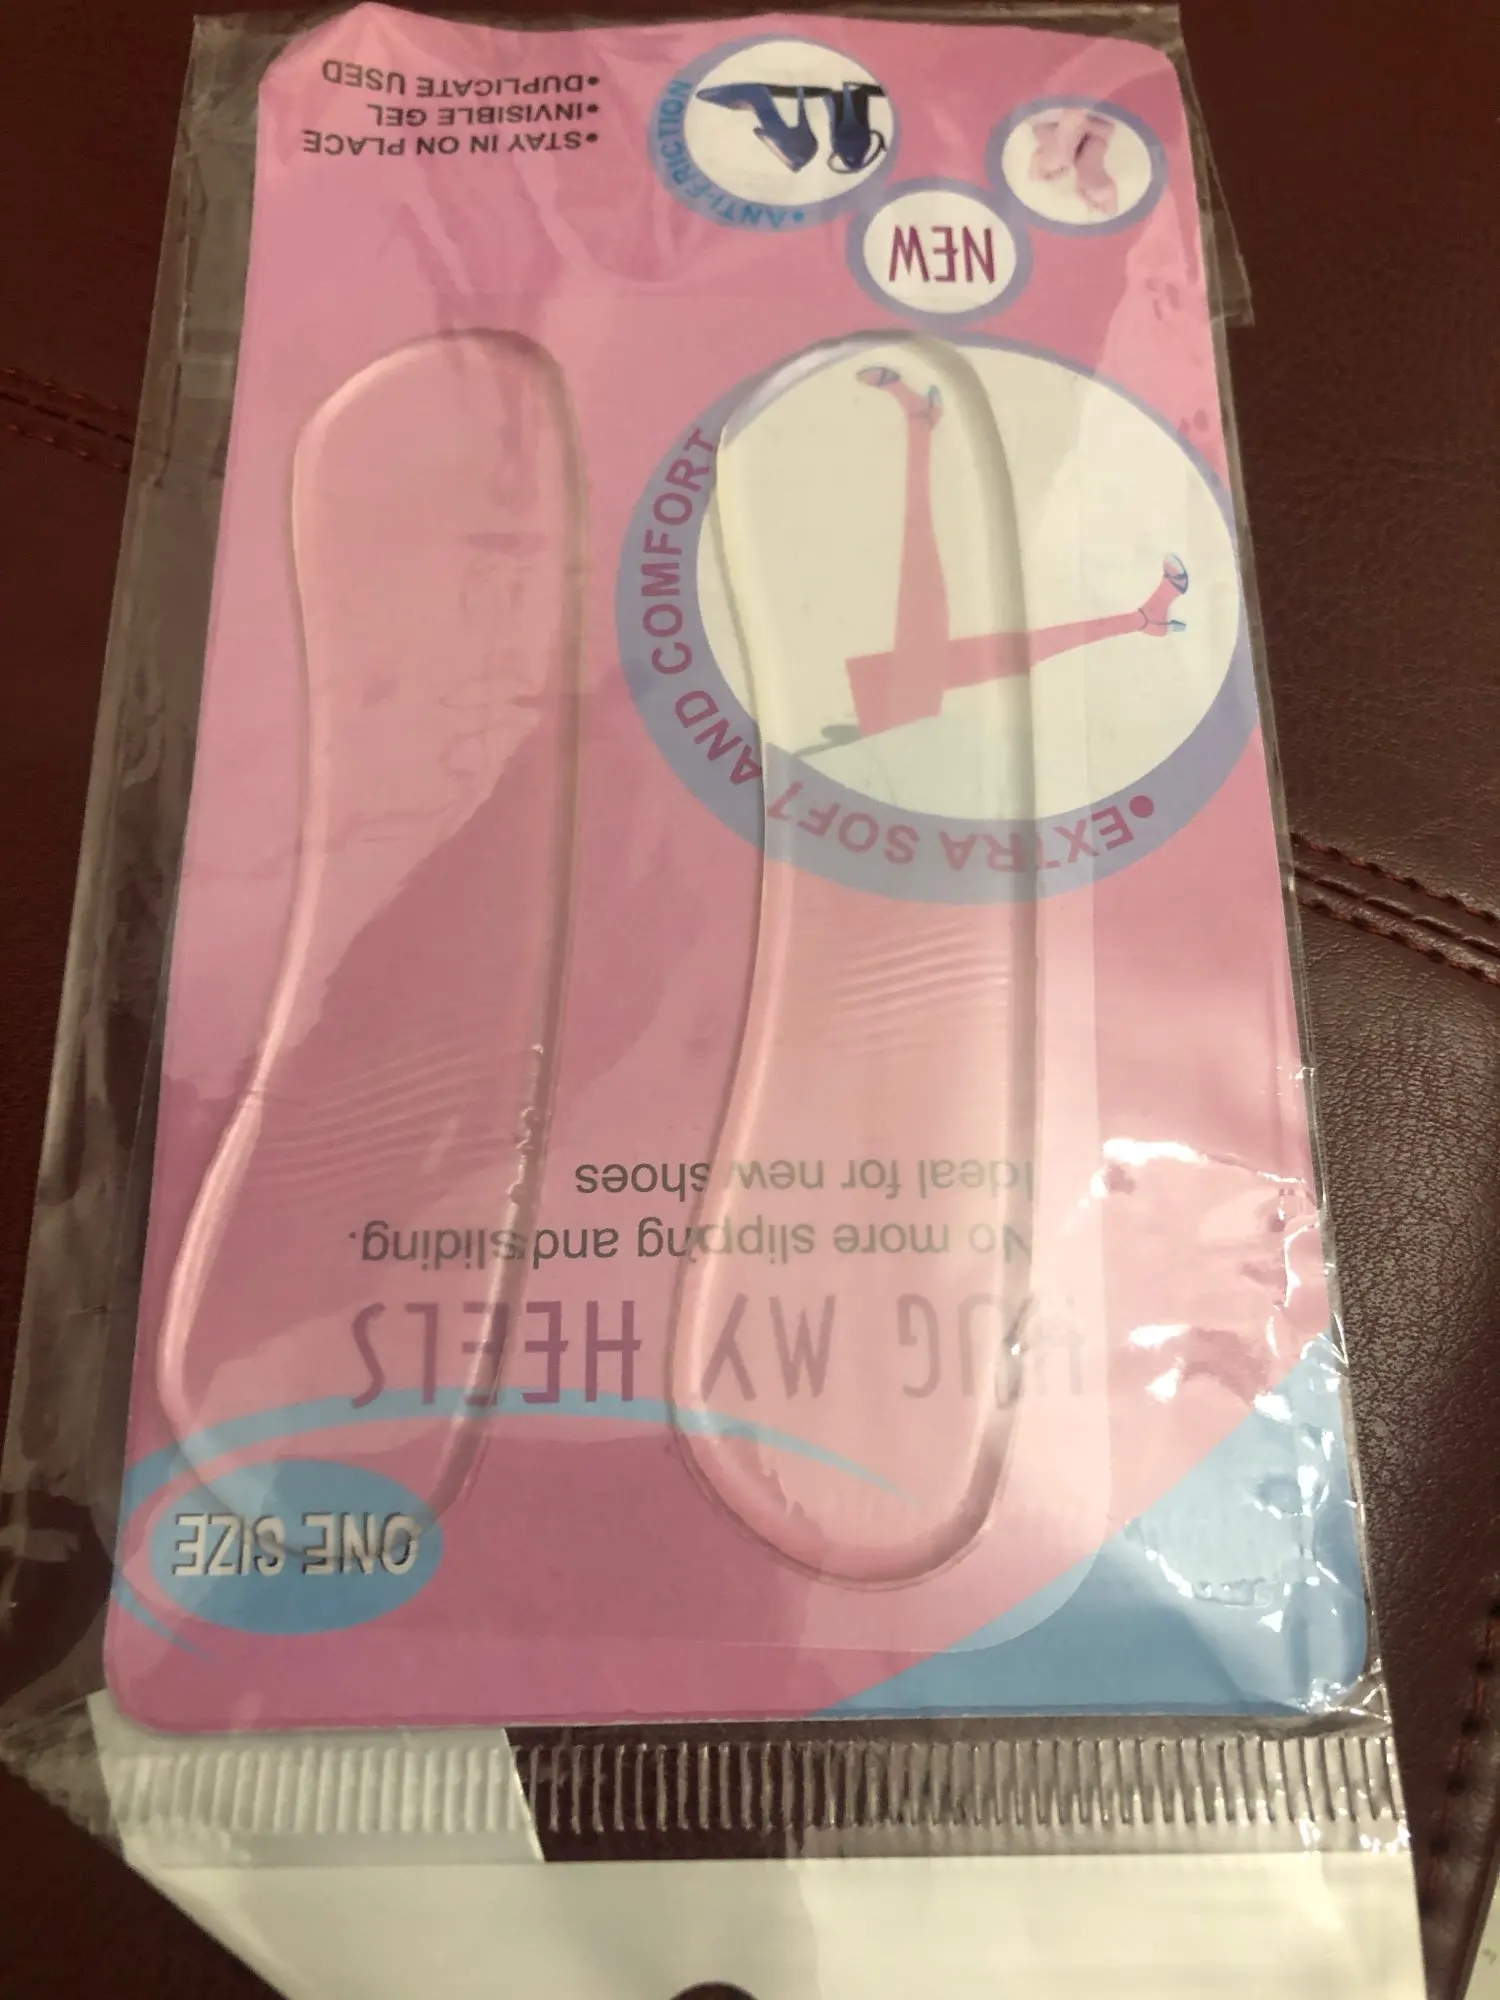 ONE SIZE
HUG MY HEELS
No more slipping and sliding.
Ideal for new shoes
•EXTRA SOFT AND COMFORT
NEW
•ANTI-FRICTION
•STAY IN ON PLACE
•INVISIBLE GEL
•DUPLICATE USED